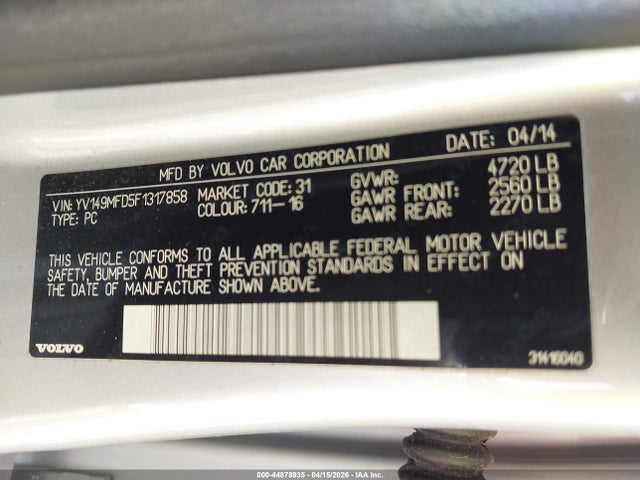 MFD BY VOLVO CAR CORPORATION DATE: 04/14
VIN: YV149MFD5F1317858 MARKET CODE: 31 GVWR: 4720 LB
TYPE: PC COLOUR: 711-16 GAWR FRONT: 2560 LB
GAWR REAR: 2270 LB
THIS VEHICLE CONFORMS TO ALL APPLICABLE FEDERAL MOTOR VEHICLE
SAFETY, BUMPER AND THEFT PREVENTION STANDARDS IN EFFECT ON
THE DATE OF MANUFACTURE SHOWN ABOVE.
VOLVO 31416040
000-44878935 - 04/15/2026 - IAA Corp.